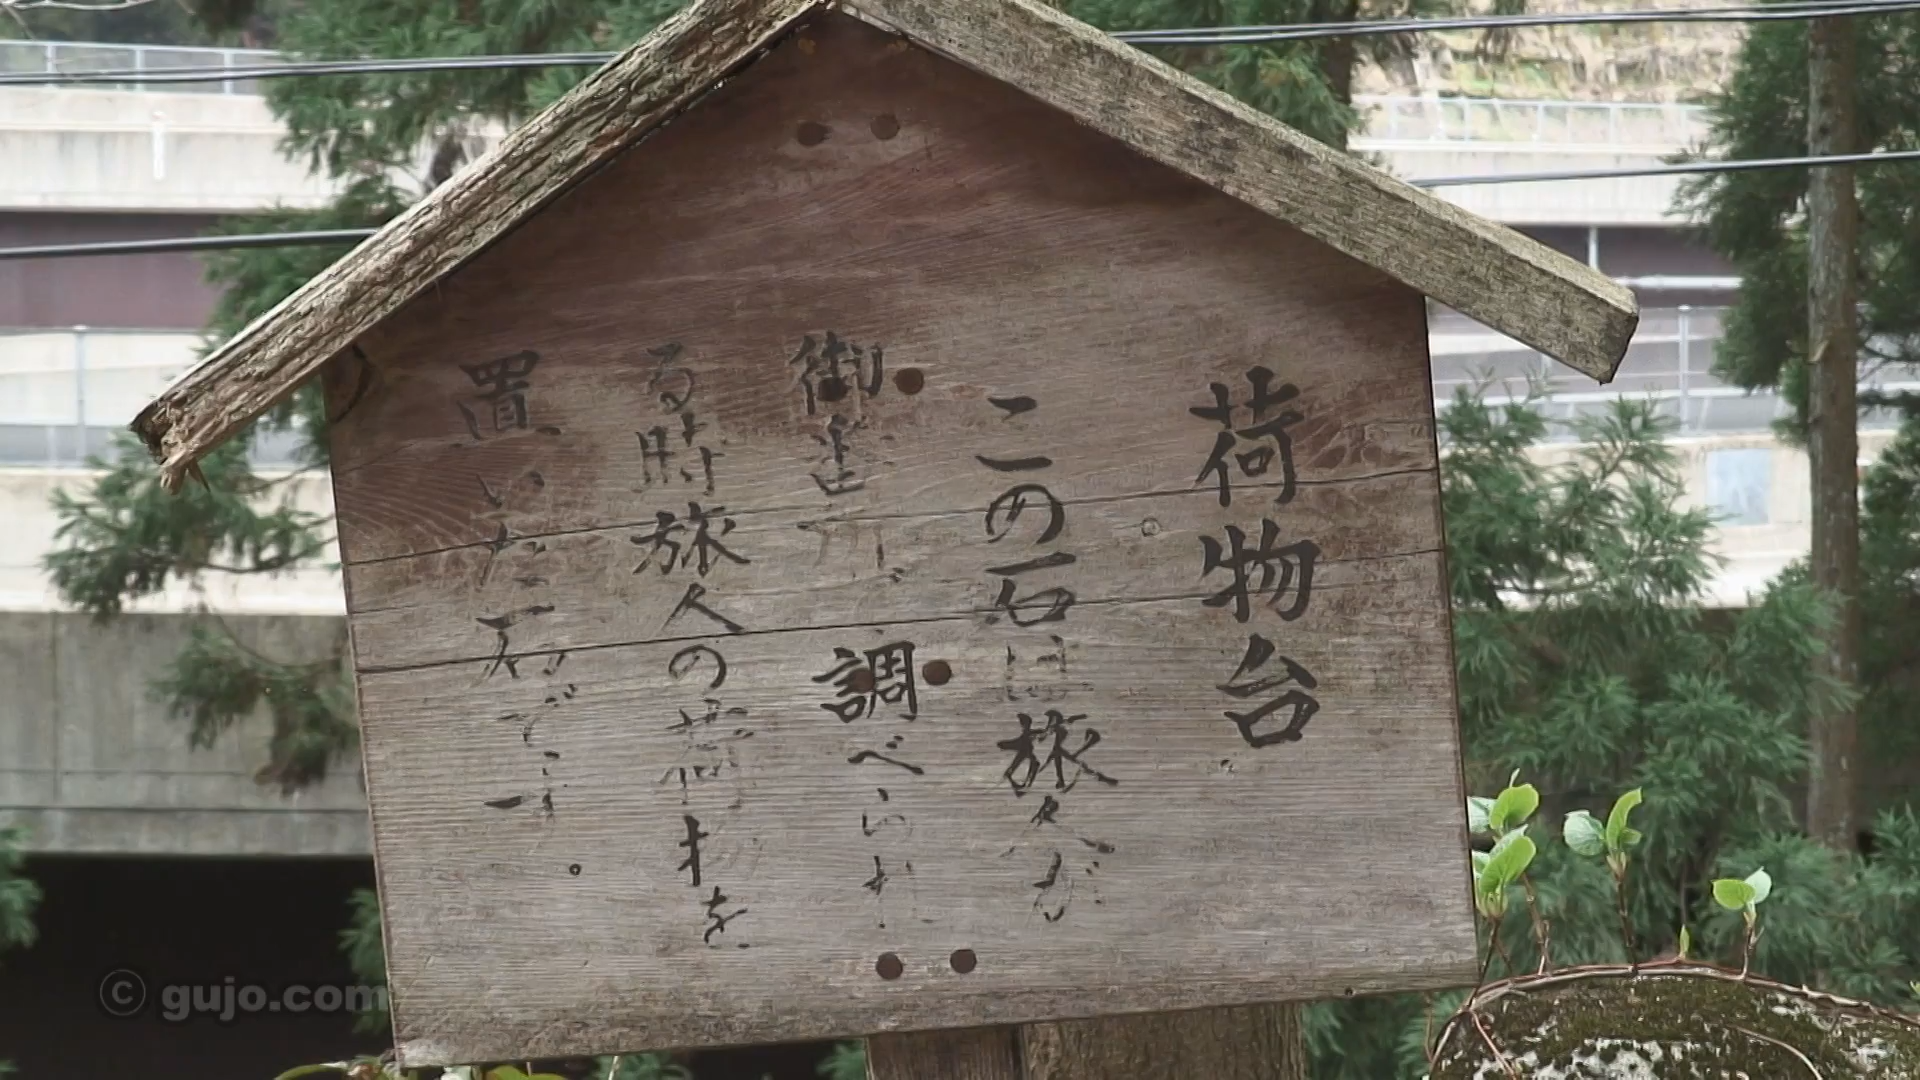 荷物台
この石は旅人が
御番所で調べられ
る時旅人の荷物を
置いた石です。
© gujo.com